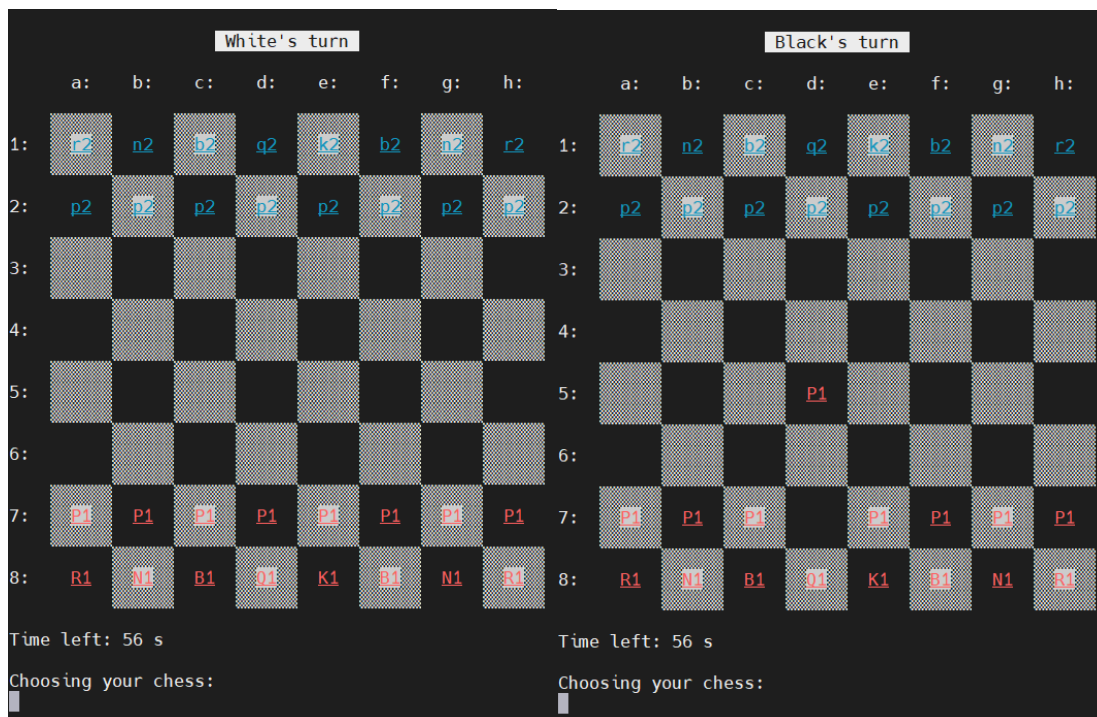 White's turn
a: b: c: d: e: f: g: h:
1: r2 n2 b2 q2 k2 b2 n2 r2
2: p2 p2 p2 p2 p2 p2 p2 p2
3:
4:
5:
6:
7: P1 P1 P1 P1 P1 P1 P1 P1
8: R1 N1 B1 Q1 K1 B1 N1 R1
Time left: 56 s
Choosing your chess:
Black's turn
a: b: c: d: e: f: g: h:
1: r2 n2 b2 q2 k2 b2 n2 r2
2: p2 p2 p2 p2 p2 p2 p2 p2
3:
4:
5: P1
6:
7: P1 P1 P1 P1 P1 P1 P1
8: R1 N1 B1 Q1 K1 B1 N1 R1
Time left: 56 s
Choosing your chess: